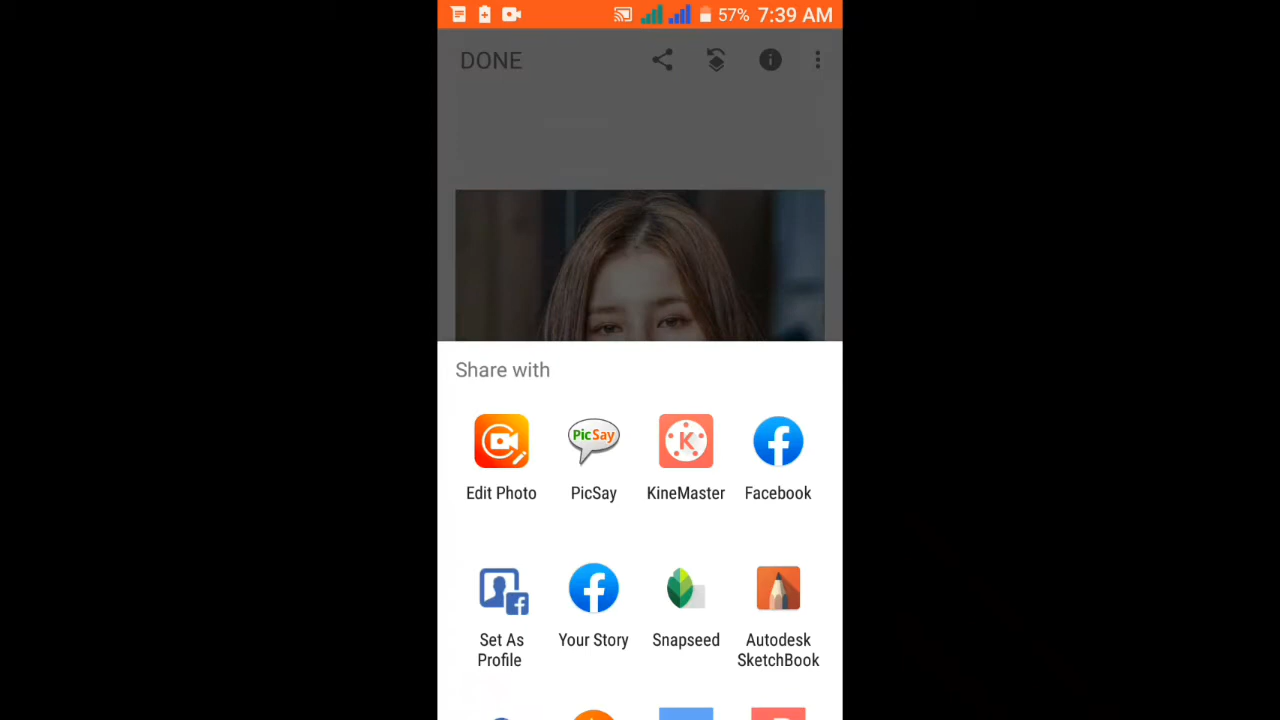 57% 7:39 AM
DONE
Share with
PicSay
K
Edit Photo PicSay KineMaster Facebook
Set As Profile
Your Story
Snapseed
Autodesk SketchBook